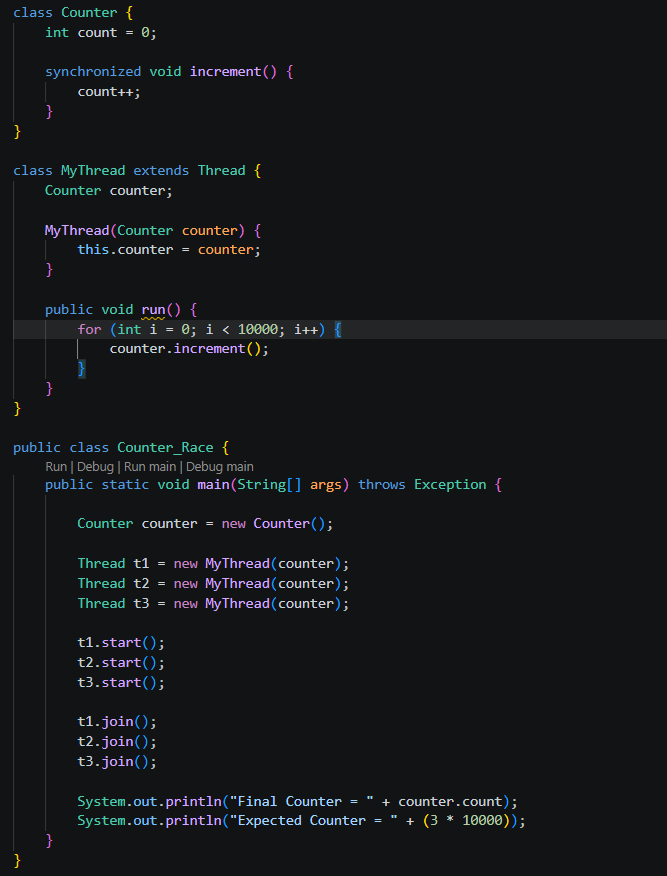 class Counter {
    int count = 0;

    synchronized void increment() {
        count++;
    }
}

class MyThread extends Thread {
    Counter counter;

    MyThread(Counter counter) {
        this.counter = counter;
    }

    public void run() {
        for (int i = 0; i < 10000; i++) {
            counter.increment();
        }
    }
}

public class Counter_Race {
    Run | Debug | Run main | Debug main
    public static void main(String[] args) throws Exception {

        Counter counter = new Counter();

        Thread t1 = new MyThread(counter);
        Thread t2 = new MyThread(counter);
        Thread t3 = new MyThread(counter);

        t1.start();
        t2.start();
        t3.start();

        t1.join();
        t2.join();
        t3.join();

        System.out.println("Final Counter = " + counter.count);
        System.out.println("Expected Counter = " + (3 * 10000));
    }
}